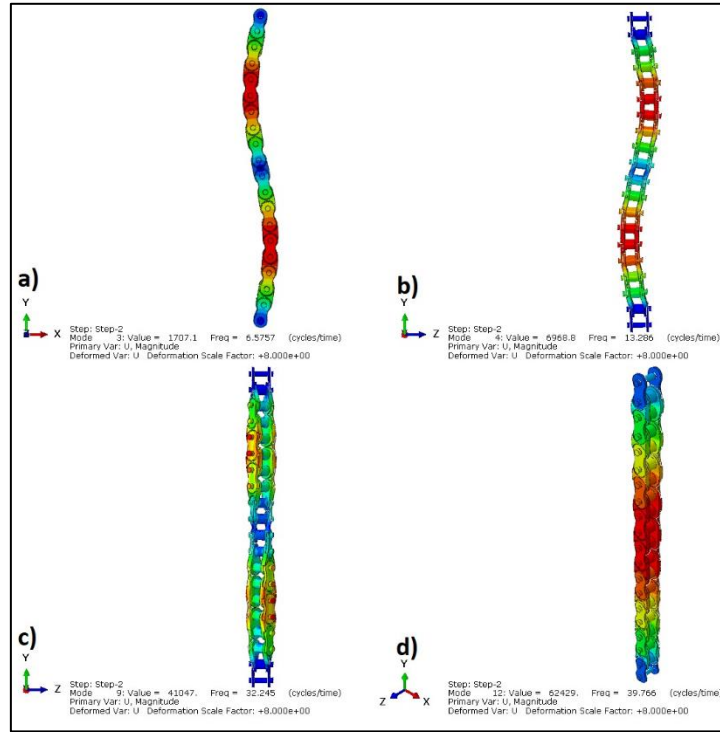 a)
Y
X
Step: Step-2
Mode 3: Value = 1707.1 Freq = 6.5757 (cycles/time)
Primary Var: U, Magnitude
Deformed Var: U Deformation Scale Factor: +8.000e+00
b)
Y
Z
Step: Step-2
Mode 4: Value = 6968.8 Freq = 13.286 (cycles/time)
Primary Var: U, Magnitude
Deformed Var: U Deformation Scale Factor: +8.000e+00
c)
Y
Z
Step: Step-2
Mode 9: Value = 41047. Freq = 32.245 (cycles/time)
Primary Var: U, Magnitude
Deformed Var: U Deformation Scale Factor: +8.000e+00
d)
Y
Z X
Step: Step-2
Mode 12: Value = 62429. Freq = 39.766 (cycles/time)
Primary Var: U, Magnitude
Deformed Var: U Deformation Scale Factor: +8.000e+00